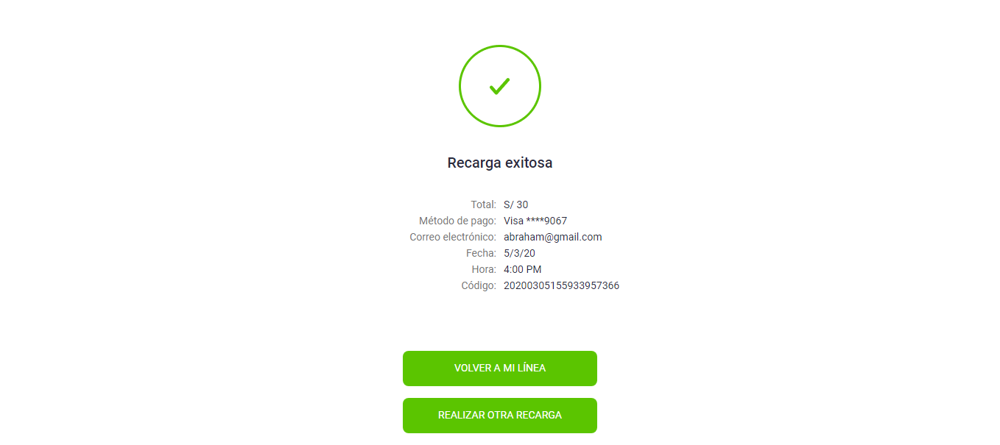 Recarga exitosa
Total: S/ 30
Método de pago: Visa ****9067
Correo electrónico: abraham@gmail.com
Fecha: 5/3/20
Hora: 4:00 PM
Código: 20200305155933957366
VOLVER A MI LÍNEA
REALIZAR OTRA RECARGA